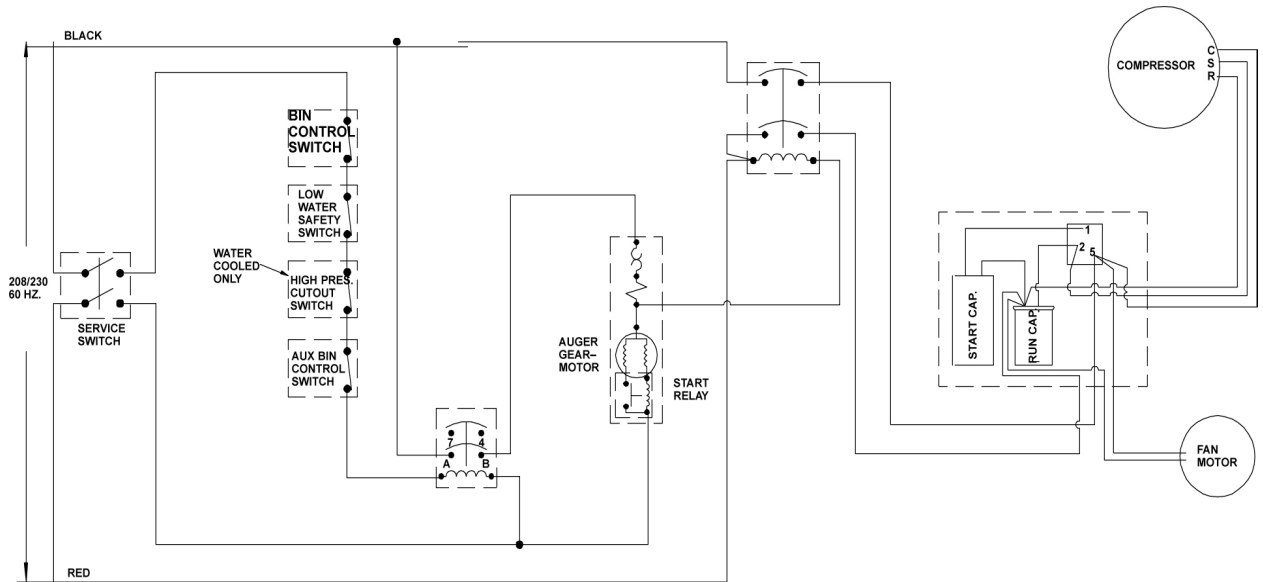 BLACK
208/230
60 HZ.
SERVICE
SWITCH
BIN
CONTROL
SWITCH
LOW
WATER
SAFETY
SWITCH
WATER
COOLED
ONLY
HIGH PRES.
CUTOUT
SWITCH
AUX BIN
CONTROL
SWITCH
7 4
A B
AUGER
GEAR–
MOTOR
START
RELAY
COMPRESSOR
C
S
R
1
2
5
START CAP.
RUN CAP.
FAN
MOTOR
RED